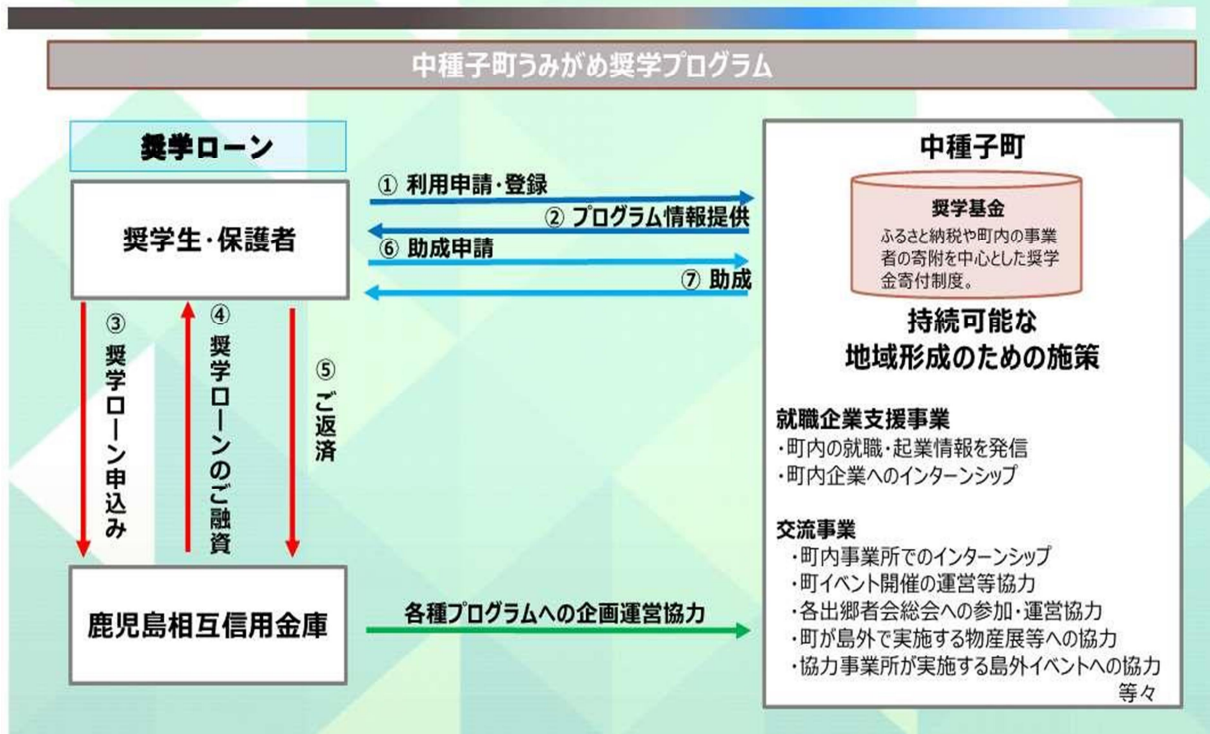 中種子町うみがめ奨学プログラム
奨学ローン
奨学生・保護者
① 利用申請・登録
② プログラム情報提供
⑥ 助成申請
⑦ 助成
③ 奨学ローン申込み
④ 奨学ローンのご融資
⑤ ご返済
鹿児島相互信用金庫
各種プログラムへの企画運営協力
中種子町
奨学基金
ふるさと納税や町内の事業
者の寄附を中心とした奨学
金寄付制度。
持続可能な
地域形成のための施策
就職企業支援事業
・町内の就職・起業情報を発信
・町内企業へのインターンシップ
交流事業
・町内事業所でのインターンシップ
・町イベント開催の運営等協力
・各出郷者会総会への参加・運営協力
・町が島外で実施する物産展等への協力
・協力事業所が実施する島外イベントへの協力
等々